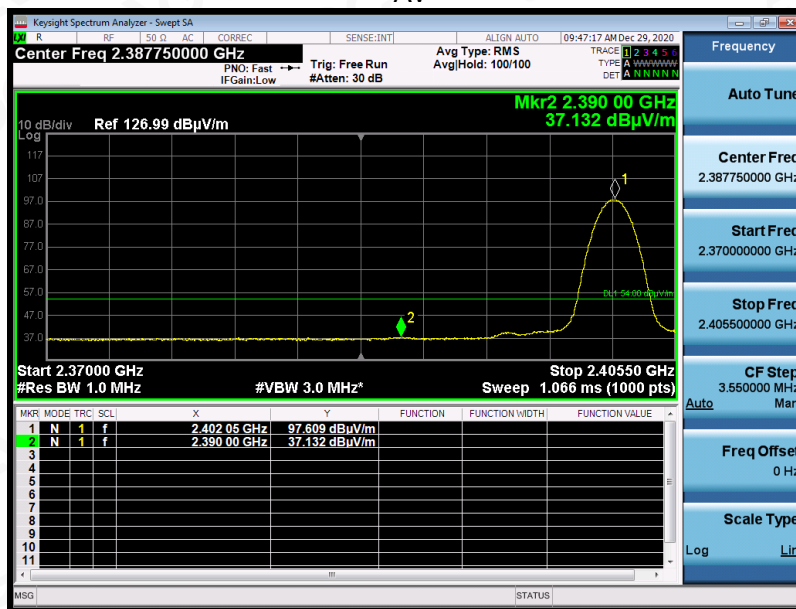 Keysight Spectrum Analyzer - Swept SA
LXI R RF 50 Ω AC CORREC SENSE:INT ALIGN AUTO 09:47:17 AM Dec 29, 2020
Center Freq 2.387750000 GHz
PNO: Fast
IFGain:Low
Trig: Free Run
#Atten: 30 dB
Avg Type: RMS
Avg|Hold: 100/100
TRACE 1 2 3 4 5 6
TYPE A WWWWW
DET A N N N N N
Mkr2 2.390 00 GHz
37.132 dBµV/m
10 dB/div Ref 126.99 dBµV/m
Log
117
107
97.0
87.0
77.0
67.0
57.0
47.0
37.0
1
2
DL1 54.00 dBµV/m
Start 2.37000 GHz Stop 2.40550 GHz
#Res BW 1.0 MHz #VBW 3.0 MHz* Sweep 1.066 ms (1000 pts)
MKR MODE TRC SCL X Y FUNCTION FUNCTION WIDTH FUNCTION VALUE
1 N 1 f 2.402 05 GHz 97.609 dBµV/m
2 N 1 f 2.390 00 GHz 37.132 dBµV/m
3
4
5
6
7
8
9
10
11
MSG STATUS
Frequency
Auto Tune
Center Freq
2.387750000 GHz
Start Freq
2.370000000 GHz
Stop Freq
2.405500000 GHz
CF Step
3.550000 MHz
Auto Man
Freq Offset
0 Hz
Scale Type
Log Lin